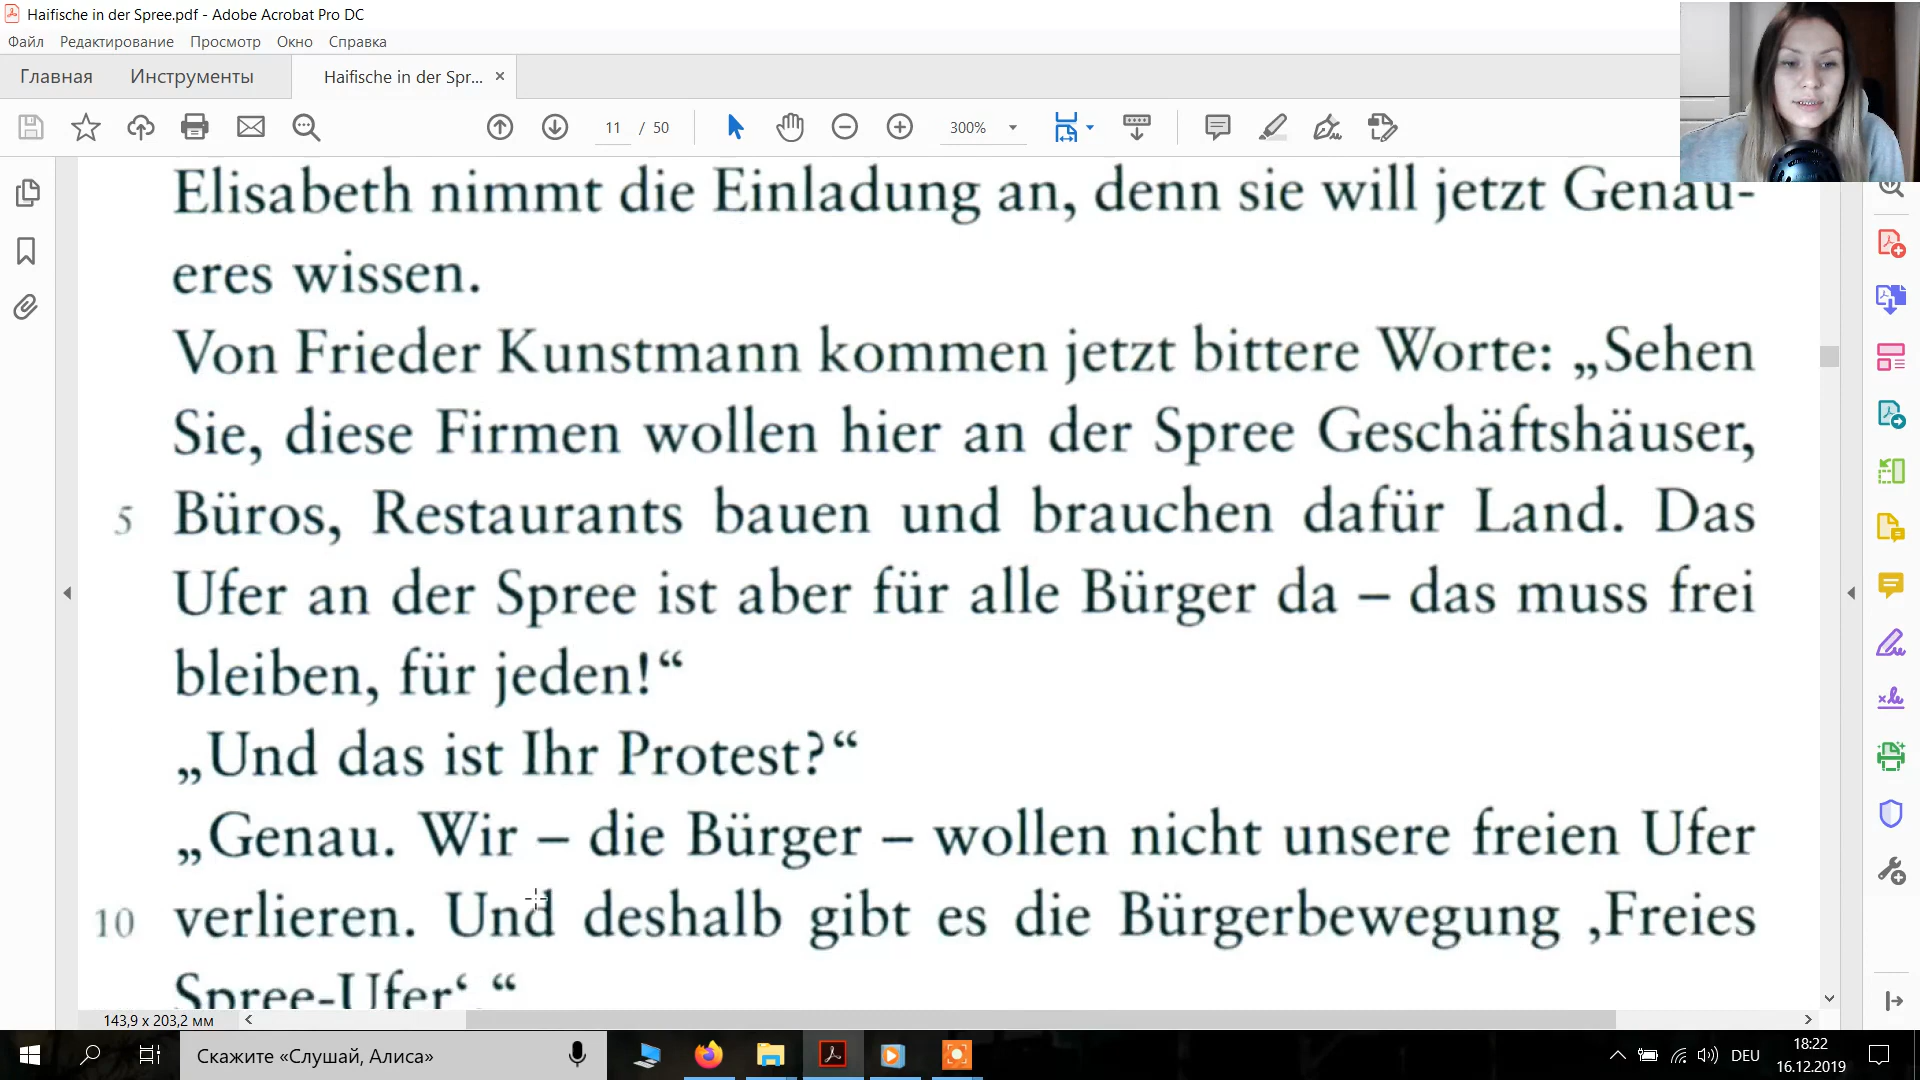 Haifische in der Spree.pdf - Adobe Acrobat Pro DC
Файл Редактирование Просмотр Окно Справка
Главная Инструменты Haifische in der Spr... ×
11 / 50 300%
Elisabeth nimmt die Einladung an, denn sie will jetzt Genau-
eres wissen.
Von Frieder Kunstmann kommen jetzt bittere Worte: „Sehen
Sie, diese Firmen wollen hier an der Spree Geschäftshäuser,
5 Büros, Restaurants bauen und brauchen dafür Land. Das
Ufer an der Spree ist aber für alle Bürger da – das muss frei
bleiben, für jeden!“
„Und das ist Ihr Protest?“
„Genau. Wir – die Bürger – wollen nicht unsere freien Ufer
10 verlieren. Und deshalb gibt es die Bürgerbewegung ‚Freies
Spree-Ufer‘.“
143,9 x 203,2 мм
Скажите «Слушай, Алиса»
DEU
18:22
16.12.2019